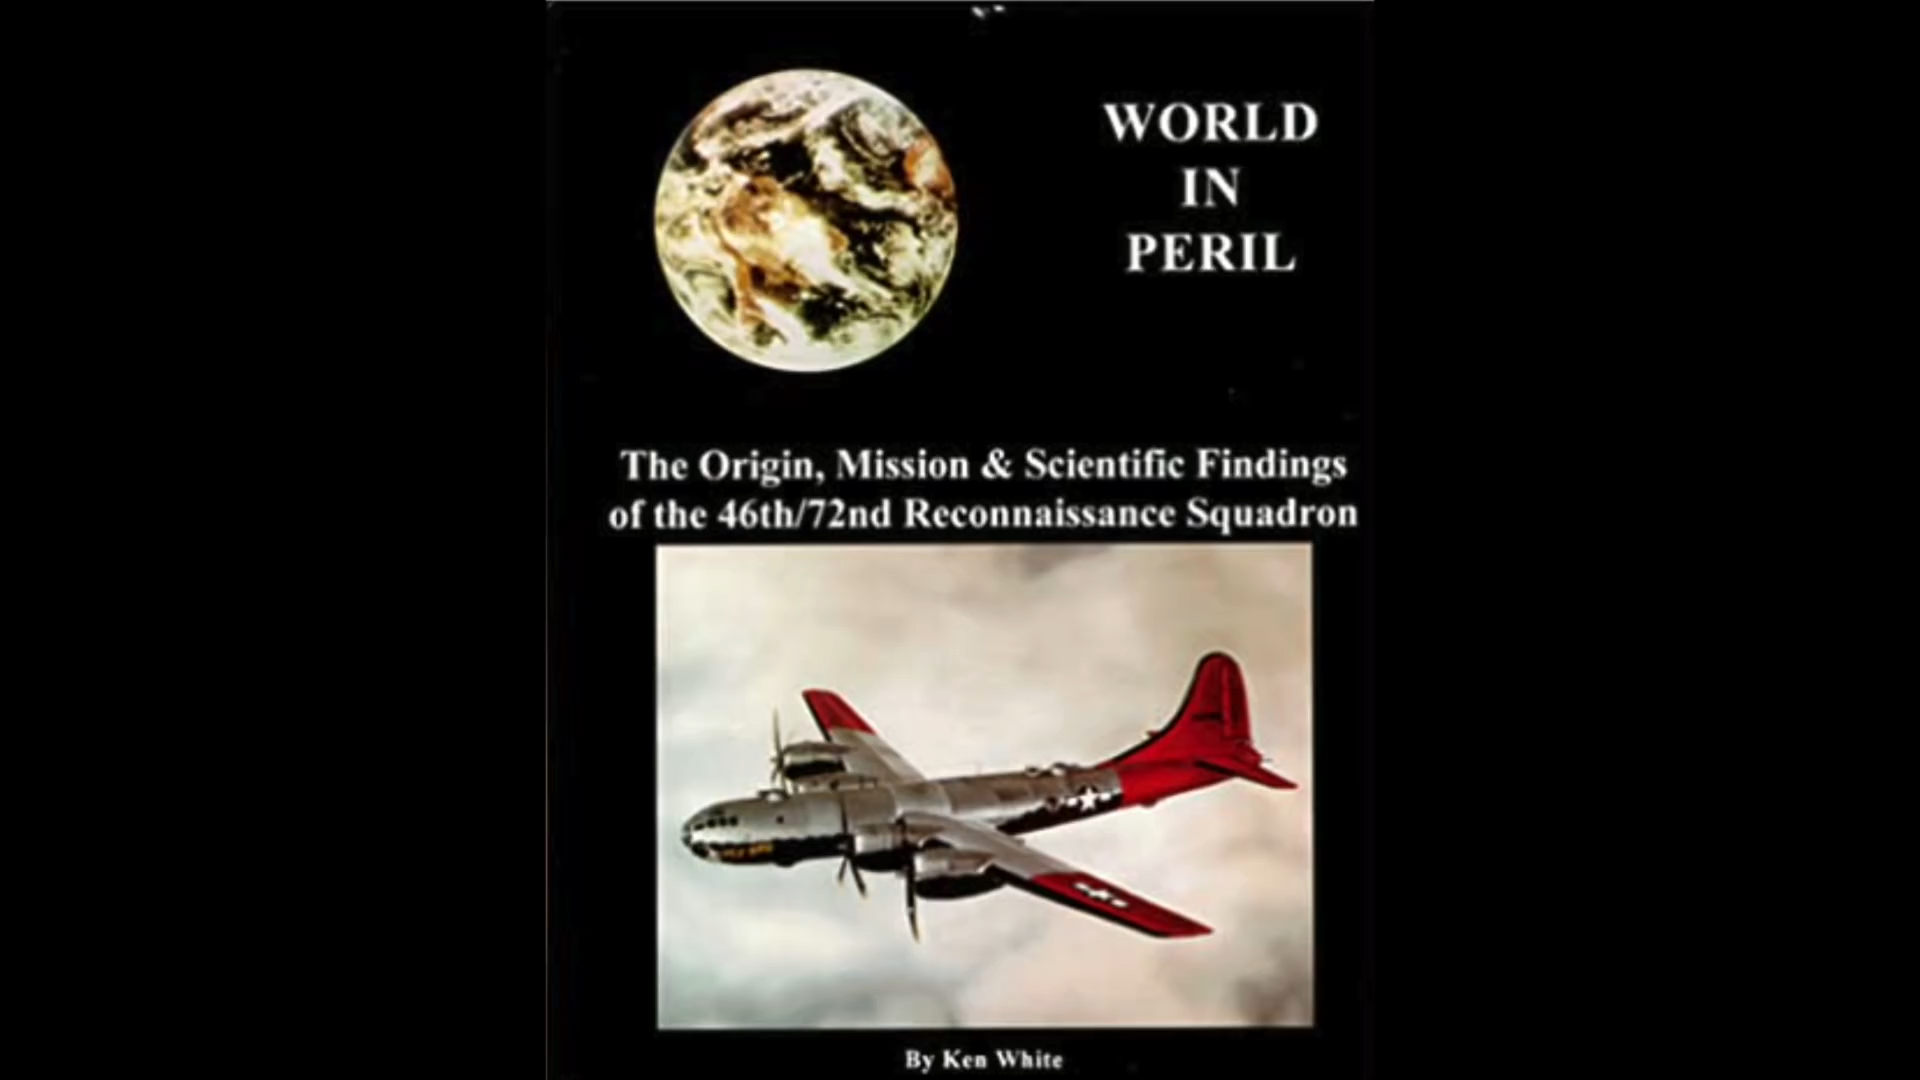 WORLD
IN
PERIL
The Origin, Mission & Scientific Findings
of the 46th/72nd Reconnaissance Squadron
By Ken White